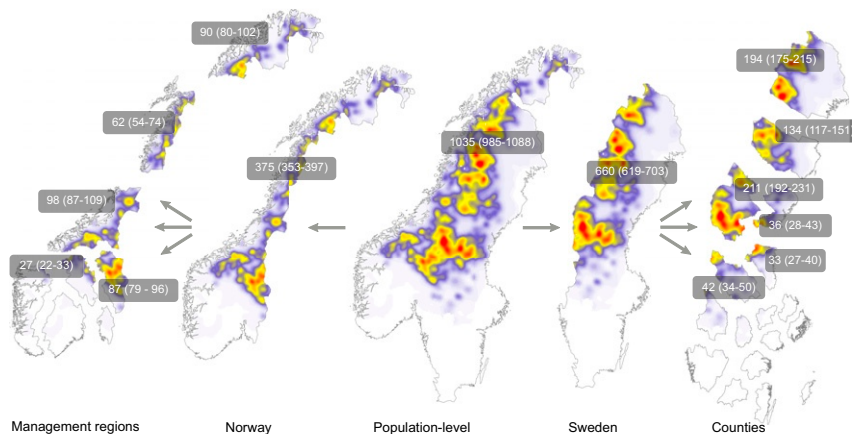 90 (80-102)
194 (175-215)
62 (54-74)
134 (117-151)
1035 (985-1088)
375 (353-397)
660 (619-703)
211 (192-231)
98 (87-109)
36 (28-43)
27 (22-33)
33 (27-40)
87 (79 - 96)
42 (34-50)
Management regions
Norway
Population-level
Sweden
Counties